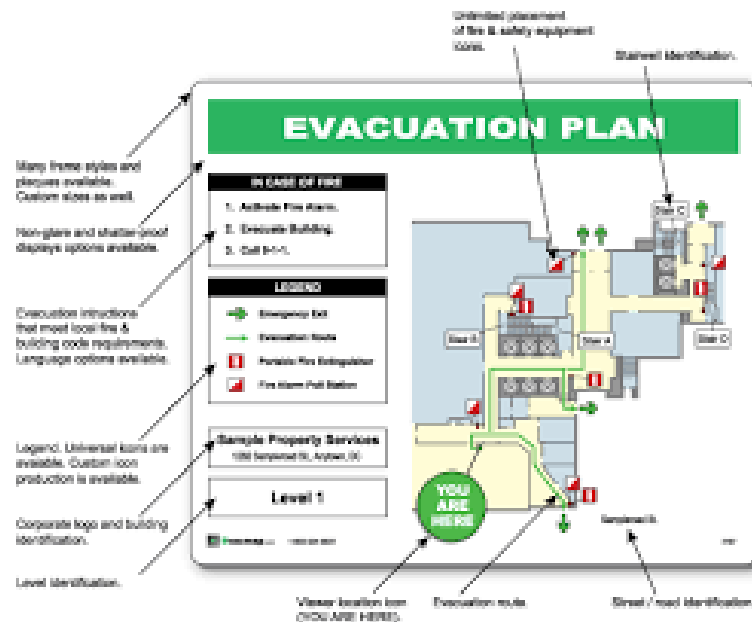 Unlimited placement
of fire & safety equipment
icons.
Stairwell identification.
EVACUATION PLAN
Many frame styles and
plaques available.
Custom sizes as well.
Non-glare and shatter-proof
displays options available.
IN CASE OF FIRE
1. Activate Fire Alarm.
2. Evacuate Building.
3. Call 9-1-1.
Evacuation intructions
that meet local fire &
building code requirements.
Language options available.
LEGEND
Emergency Exit
Evacuation Route
Portable Fire Extinguisher
Fire Alarm Pull Station
Stair C
Stair B
Stair A
Stair D
Legend. Universal icons are
available. Custom icon
production is available.
Sample Property Services
Corporate logo and building
identification.
Level 1
YOU
ARE
HERE
Level identification.
Viewer location icon
(YOU ARE HERE).
Evacuation route.
Street / road identification